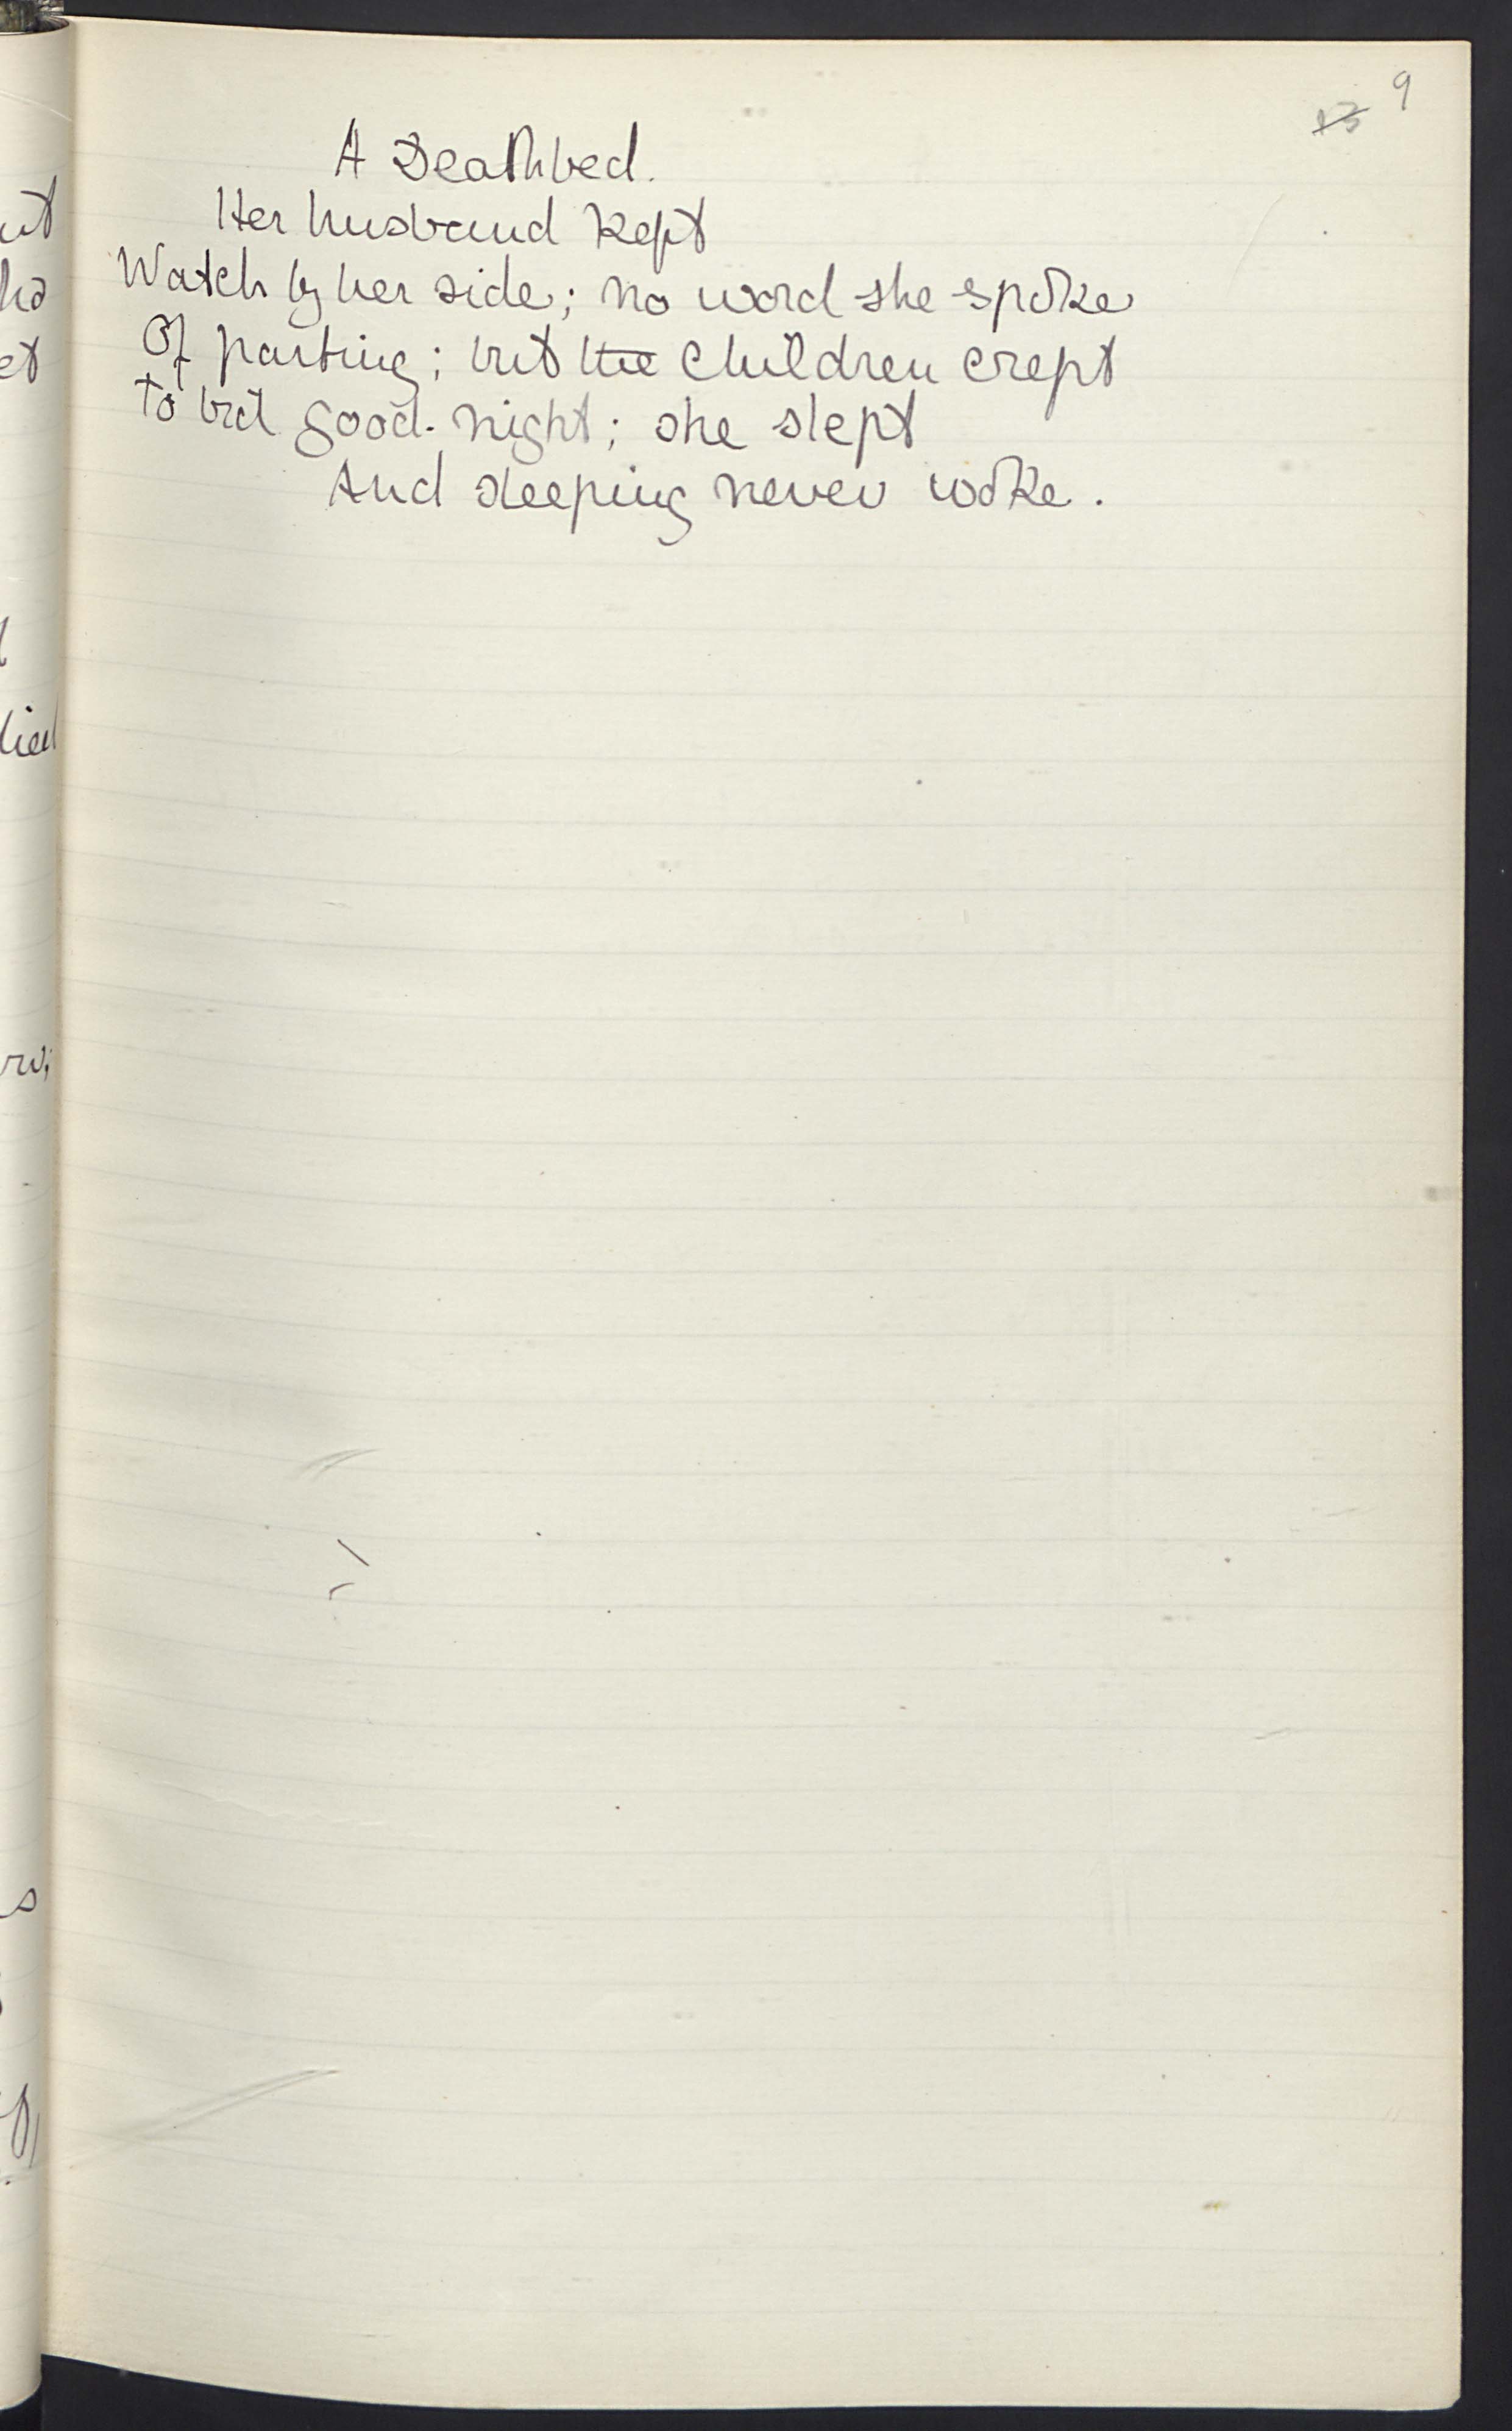 9
13
A Deathbed.
Her husband kept
Watch by her side; no word she spoke
Of parting; but the children crept
To bid good-night; she slept
And sleeping never woke.